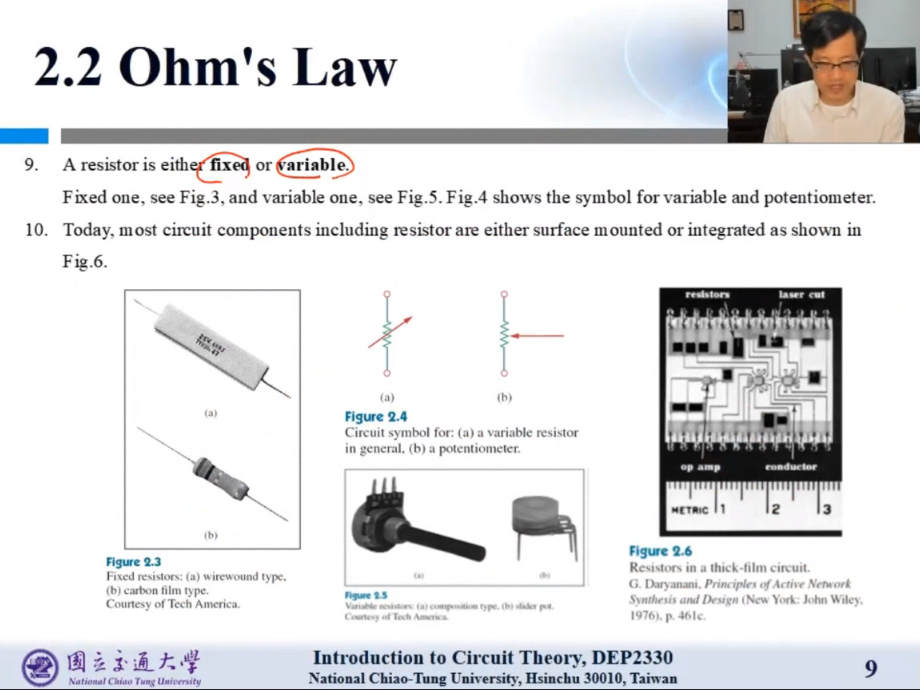 2.2 Ohm's Law
9. A resistor is either fixed or variable.
Fixed one, see Fig.3, and variable one, see Fig.5. Fig.4 shows the symbol for variable and potentiometer.
10. Today, most circuit components including resistor are either surface mounted or integrated as shown in
Fig.6.
(a)
(b)
Figure 2.3
Fixed resistors: (a) wirewound type,
(b) carbon film type.
Courtesy of Tech America.
(a) (b)
Figure 2.4
Circuit symbol for: (a) a variable resistor
in general, (b) a potentiometer.
(a) (b)
Figure 2.5
Variable resistors: (a) composition type, (b) slider pot.
Courtesy of Tech America.
resistors laser cut
op amp conductor
METRIC 1 2 3
Figure 2.6
Resistors in a thick-film circuit.
G. Daryanani, Principles of Active Network
Synthesis and Design (New York: John Wiley,
1976), p. 461c.
國立交通大學
National Chiao Tung University
Introduction to Circuit Theory, DEP2330
National Chiao-Tung University, Hsinchu 30010, Taiwan
9